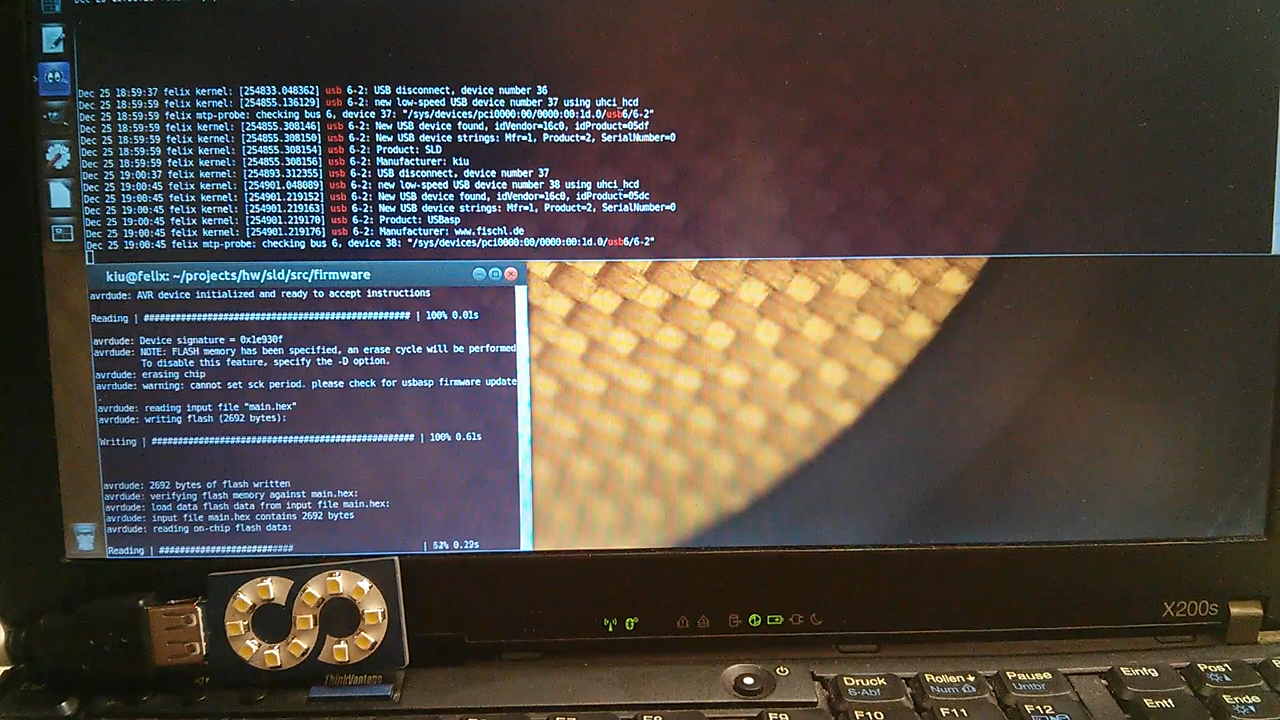 Dec 25 18:59:37 felix kernel: [254833.048362] usb 6-2: USB disconnect, device number 36
Dec 25 18:59:59 felix kernel: [254855.136129] usb 6-2: new low-speed USB device number 37 using uhci_hcd
Dec 25 18:59:59 felix mtp-probe: checking bus 6, device 37: "/sys/devices/pci0000:00/0000:00:1d.0/usb6/6-2"
Dec 25 18:59:59 felix kernel: [254855.308146] usb 6-2: New USB device found, idVendor=16c0, idProduct=05df
Dec 25 18:59:59 felix kernel: [254855.308150] usb 6-2: New USB device strings: Mfr=1, Product=2, SerialNumber=0
Dec 25 18:59:59 felix kernel: [254855.308154] usb 6-2: Product: SLD
Dec 25 18:59:59 felix kernel: [254855.308156] usb 6-2: Manufacturer: kiu
Dec 25 19:00:37 felix kernel: [254893.312355] usb 6-2: USB disconnect, device number 37
Dec 25 19:00:45 felix kernel: [254901.048089] usb 6-2: new low-speed USB device number 38 using uhci_hcd
Dec 25 19:00:45 felix kernel: [254901.219152] usb 6-2: New USB device found, idVendor=16c0, idProduct=05dc
Dec 25 19:00:45 felix kernel: [254901.219163] usb 6-2: New USB device strings: Mfr=1, Product=2, SerialNumber=0
Dec 25 19:00:45 felix kernel: [254901.219170] usb 6-2: Product: USBasp
Dec 25 19:00:45 felix kernel: [254901.219176] usb 6-2: Manufacturer: www.fischl.de
Dec 25 19:00:45 felix mtp-probe: checking bus 6, device 38: "/sys/devices/pci0000:00/0000:00:1d.0/usb6/6-2"
kiu@felix: ~/projects/hw/sld/src/firmware
avrdude: AVR device initialized and ready to accept instructions
Reading | ################################################## | 100% 0.01s
avrdude: Device signature = 0x1e930f
avrdude: NOTE: FLASH memory has been specified, an erase cycle will be performed
To disable this feature, specify the -D option.
avrdude: erasing chip
avrdude: warning: cannot set sck period. please check for usbasp firmware update
.
avrdude: reading input file "main.hex"
avrdude: writing flash (2692 bytes):
Writing | ################################################## | 100% 0.61s
avrdude: 2692 bytes of flash written
avrdude: verifying flash memory against main.hex:
avrdude: load data flash data from input file main.hex:
avrdude: input file main.hex contains 2692 bytes
avrdude: reading on-chip flash data:
Reading | ########################## | 52% 0.29s
X200s
ThinkVantage
Esc
Druck
S-Abf
Rollen
Num
Pause
Untbr
Einfg
Pos1
Entf
Ende
F7
F8
F9
F10
F11
F12